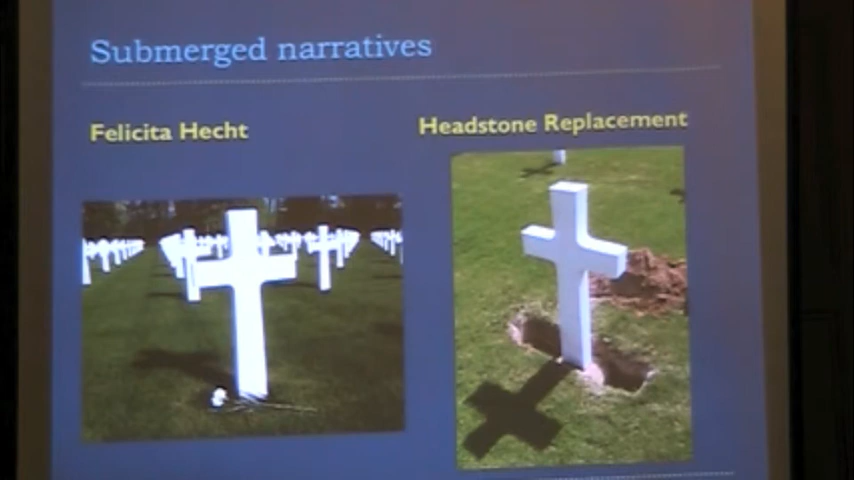 Submerged narratives
Felicita Hecht
Headstone Replacement